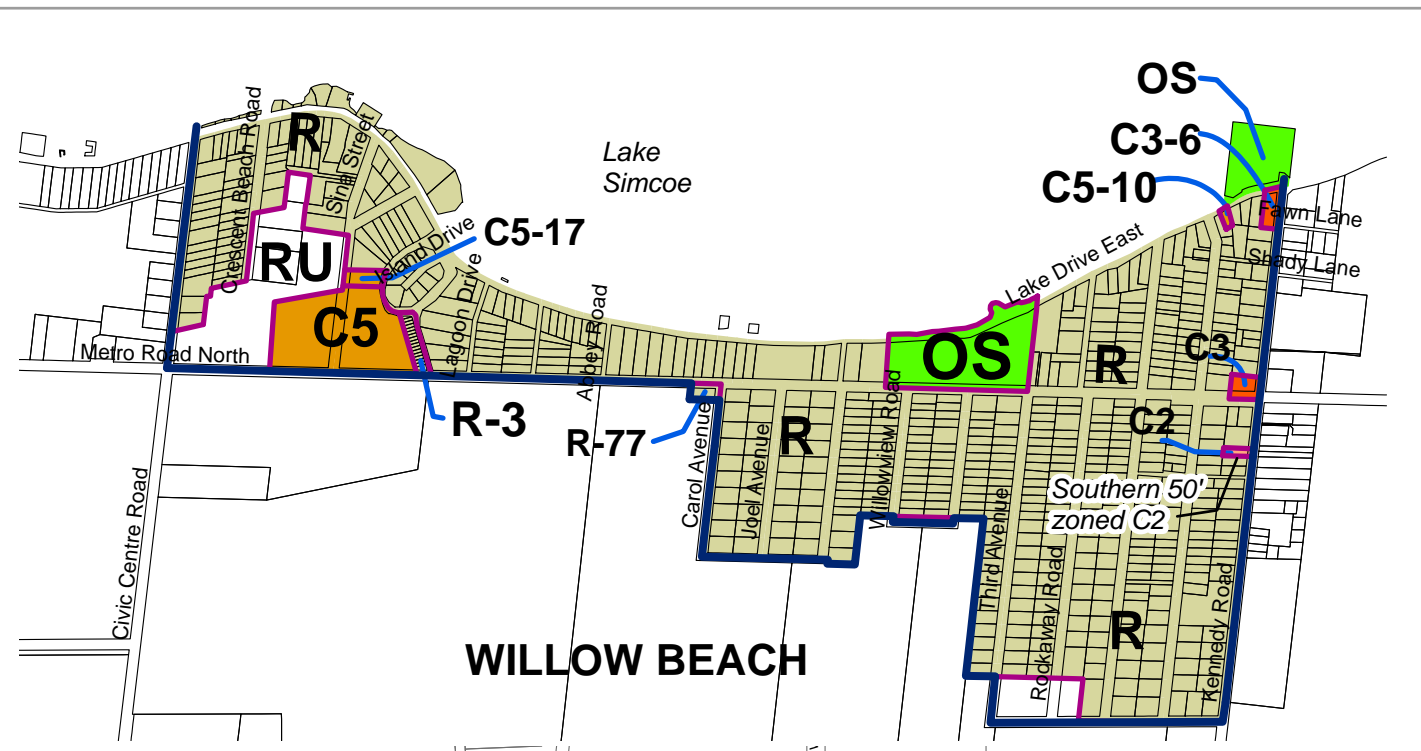 OS
C3-6
C5-10
R
Crescent Beach Road
Sina Street
Lake
Simcoe
Fawn Lane
C5-17
Island Drive
Lake Drive East
Shady Lane
RU
Lagoon Drive
C5
Abbey Road
OS
R
C3
Metro Road North
R-3
R-77
Carol Avenue
Joel Avenue
R
Willowview Road
C2
Southern 50'
zoned C2
Civic Centre Road
Third Avenue
Rockaway Road
R
Kennedy Road
WILLOW BEACH